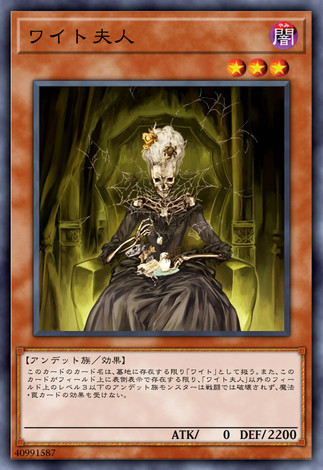 ワイト夫人
やみ
闇
【アンデット族／効果】
このカードのカード名は、墓地に存在する限り「ワイト」として扱う。また、この
カードがフィールド上に表側表示で存在する限り、「ワイト夫人」以外のフィー
ルド上のレベル３以下のアンデット族モンスターは戦闘では破壊されず、魔法
・罠カードの効果も受けない。
ATK/ 0 DEF/2200
40991587